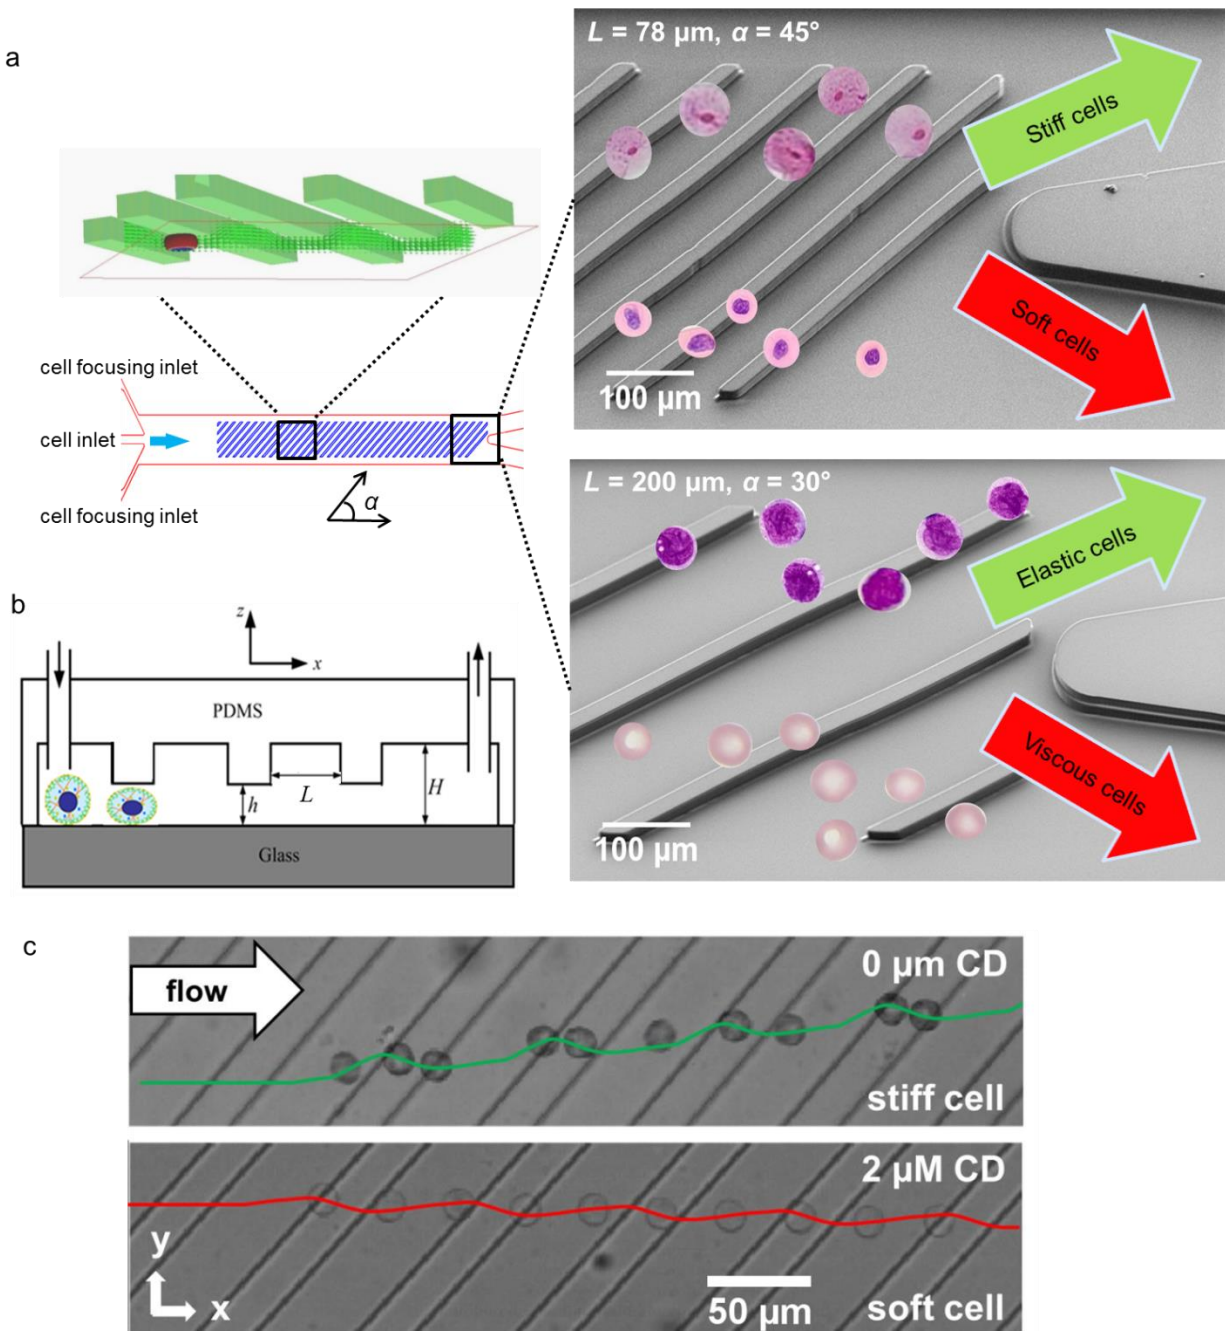 a
L = 78 µm, α = 45°
Stiff cells
Soft cells
100 µm
cell focusing inlet
cell inlet
cell focusing inlet
α
L = 200 µm, α = 30°
Elastic cells
Viscous cells
100 µm
b
z
x
PDMS
h
L
H
Glass
c
flow
0 µm CD
stiff cell
2 µM CD
y
x
50 µm
soft cell